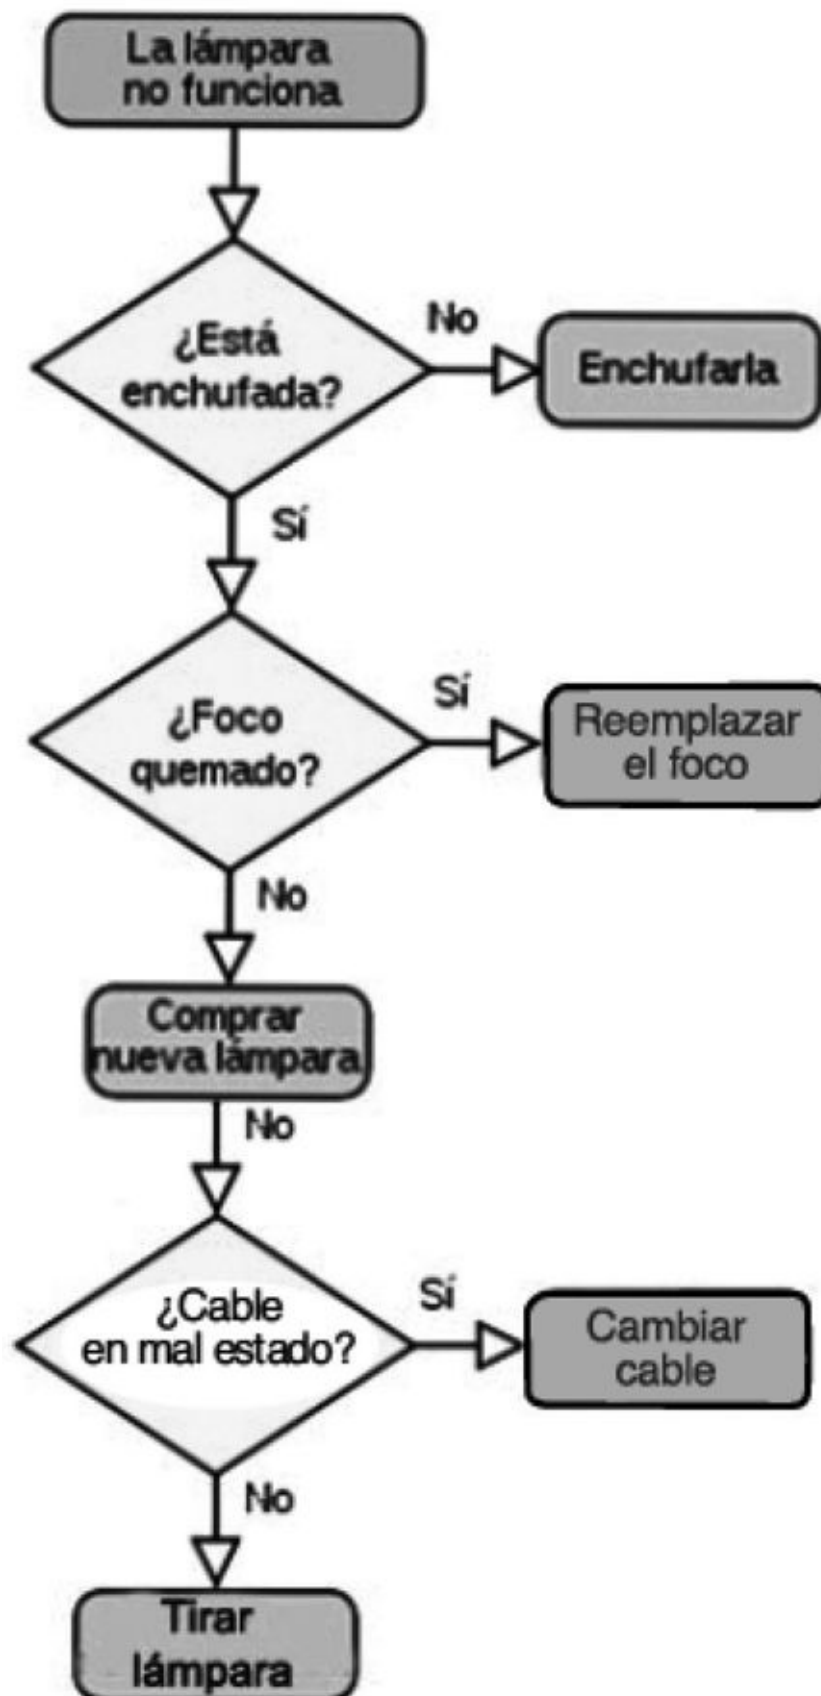 La lámpara
no funciona
¿Está
enchufada?
No
Enchufarla
Sí
¿Foco
quemado?
Sí
Reemplazar
el foco
No
Comprar
nueva lámpara
No
¿Cable
en mal estado?
Sí
Cambiar
cable
No
Tirar
lámpara